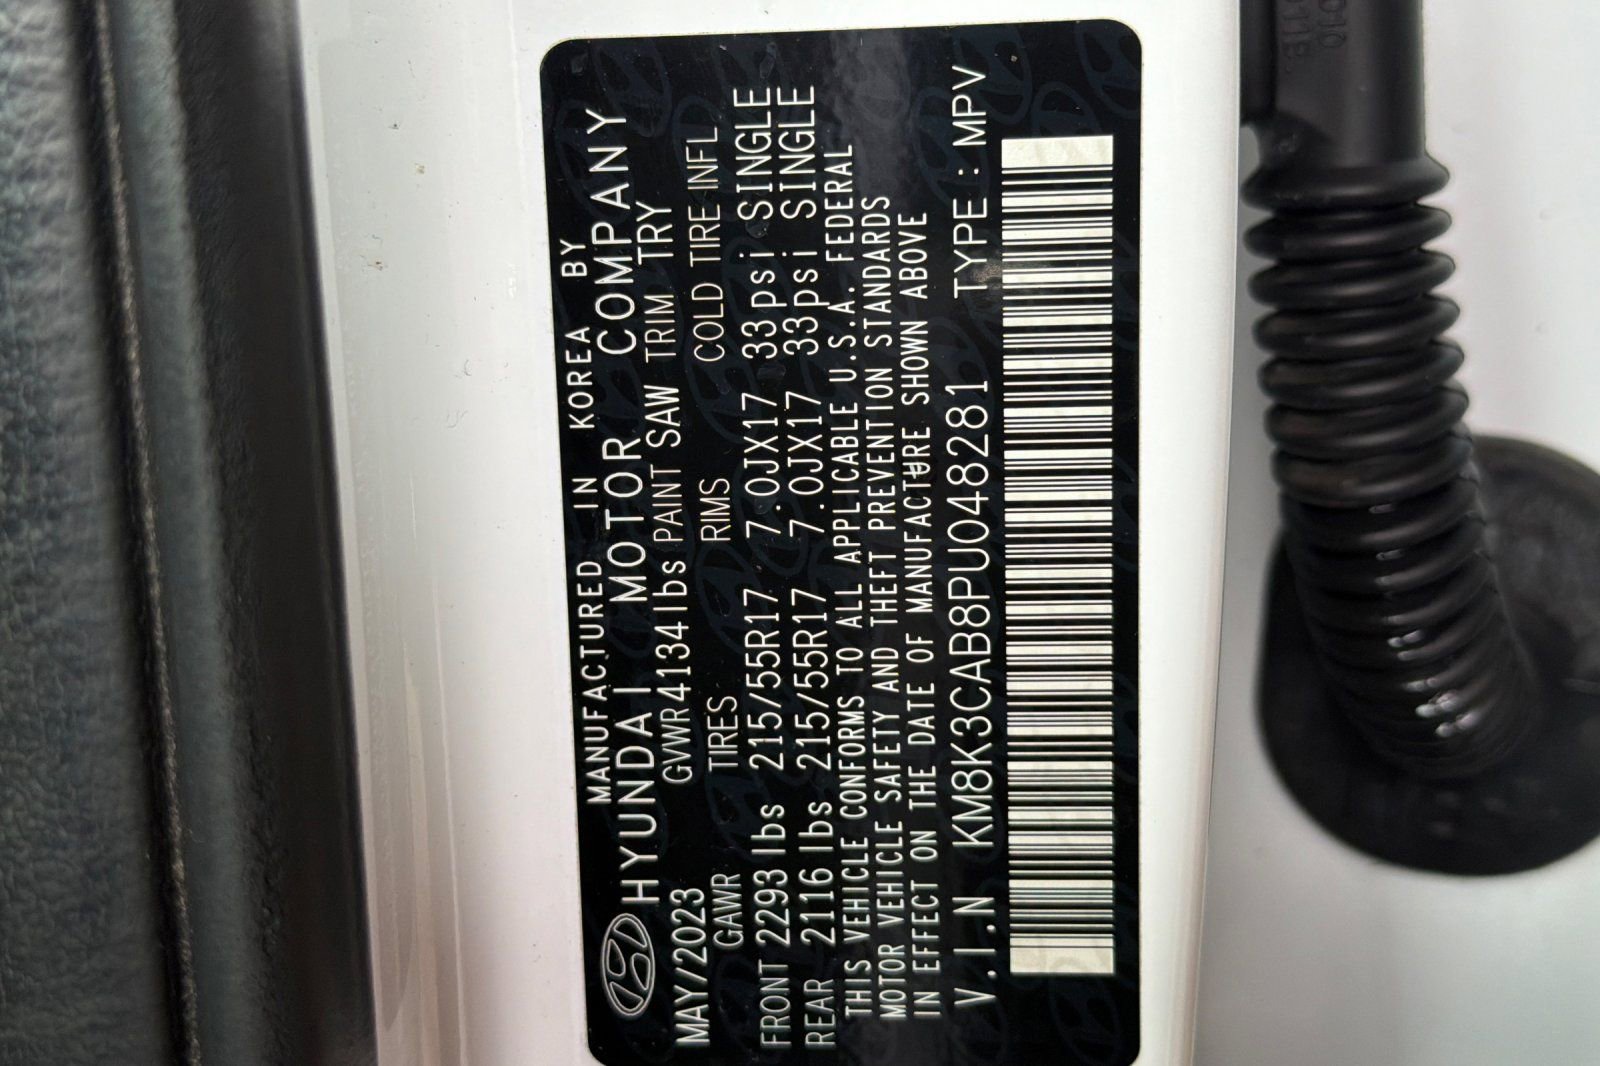 MANUFACTURED IN KOREA BY
HYUNDAI MOTOR COMPANY
MAY/2023 GVWR 4134lbs PAINT SAW TRIM TRY
GAWR TIRES RIMS COLD TIRE INFL
FRONT 2293 lbs 215/55R17 7.0JX17 33psi SINGLE
REAR 2116 lbs 215/55R17 7.0JX17 33psi SINGLE
THIS VEHICLE CONFORMS TO ALL APPLICABLE U.S.A. FEDERAL
MOTOR VEHICLE SAFETY AND THEFT PREVENTION STANDARDS
IN EFFECT ON THE DATE OF MANUFACTURE SHOWN ABOVE
V.I.N KM8K3CAB8PU048281 TYPE : MPV